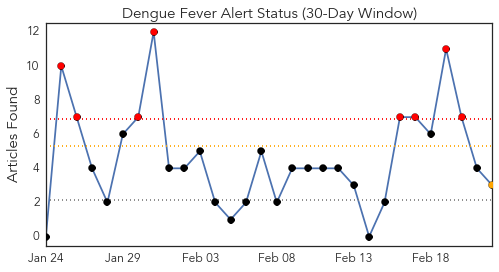 Dengue Fever Alert Status (30-Day Window)
Articles Found
12
10
8
6
4
2
0
Jan 24 Jan 29 Feb 03 Feb 08 Feb 13 Feb 18